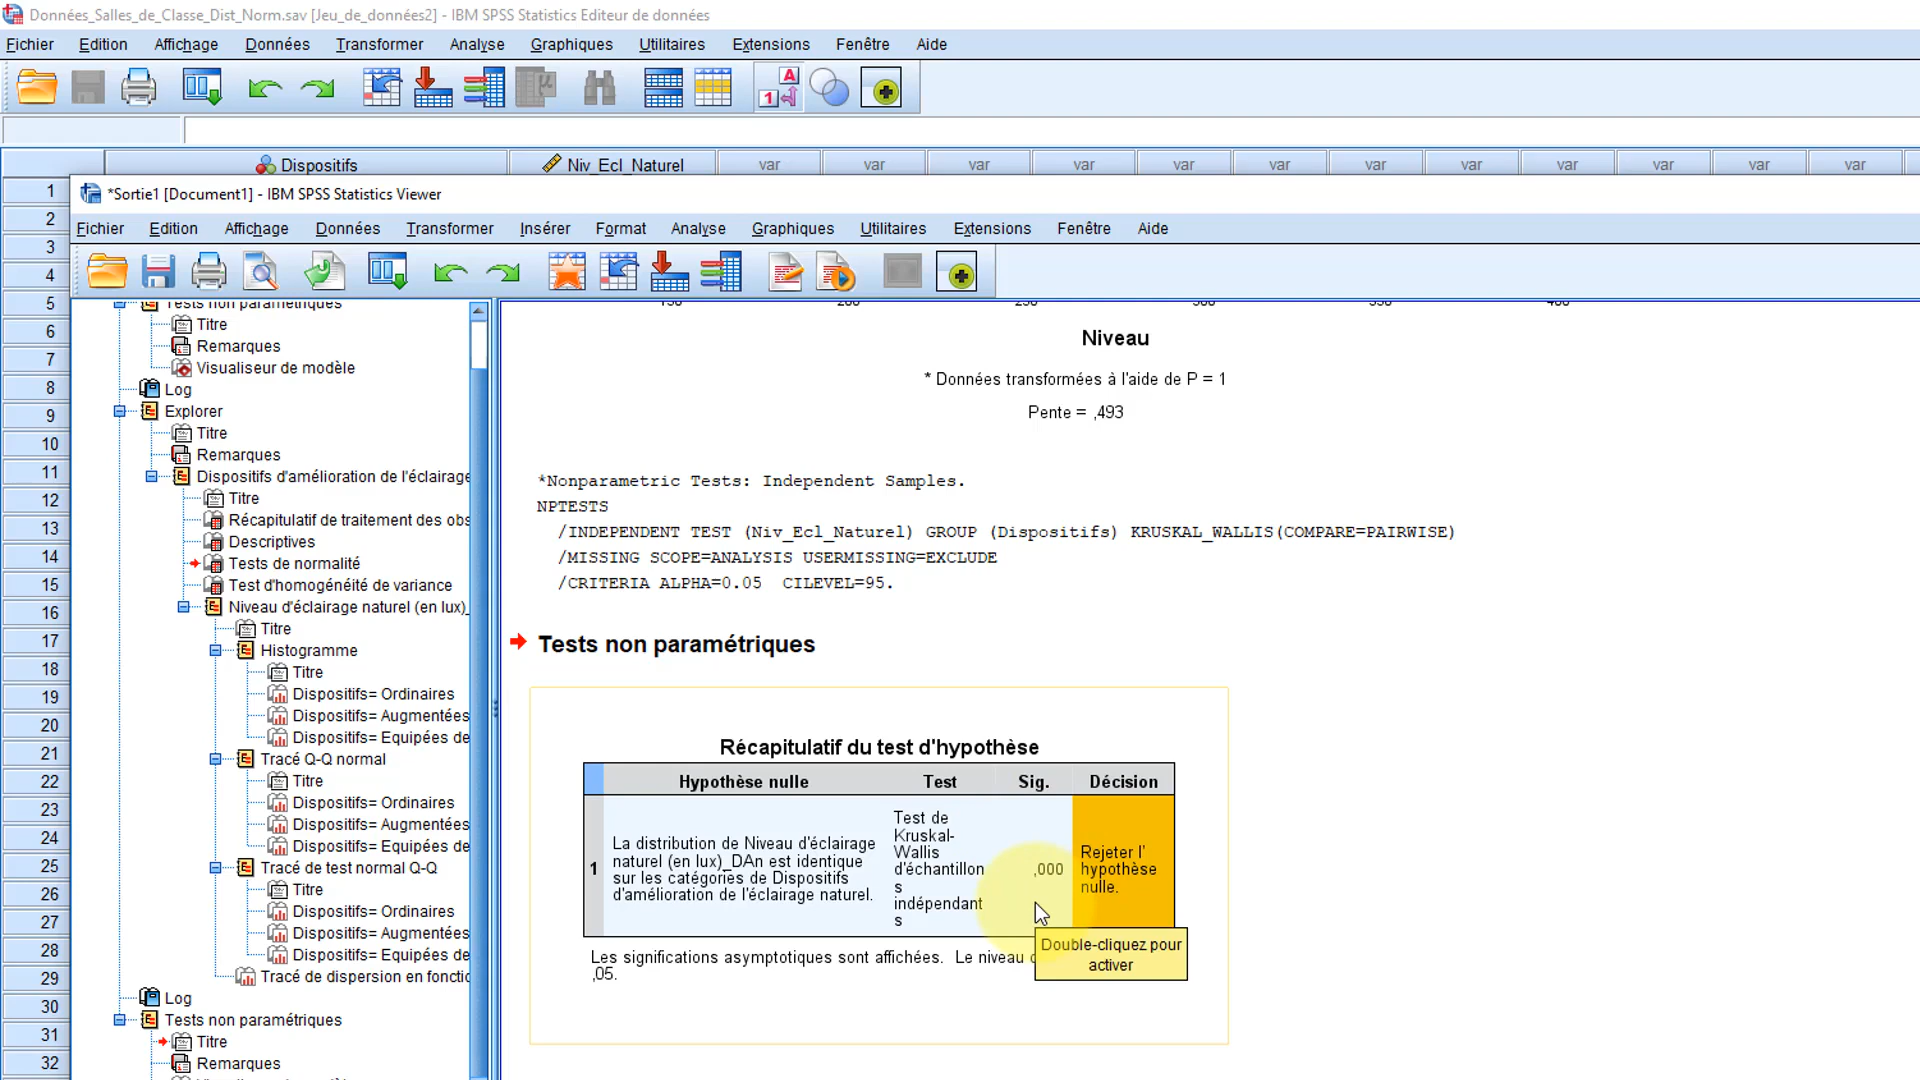 Données_Salles_de_Classe_Dist_Norm.sav [Jeu_de_données2] - IBM SPSS Statistics Editeur de données
Fichier Edition Affichage Données Transformer Analyse Graphiques Utilitaires Extensions Fenêtre Aide
Dispositifs Niv_Ecl_Naturel var var var var var var var var var var var
1
*Sortie1 [Document1] - IBM SPSS Statistics Viewer
2
Fichier Edition Affichage Données Transformer Insérer Format Analyse Graphiques Utilitaires Extensions Fenêtre Aide
3
4
5 Tests non paramétriques
6 Titre
Remarques
7 Visualiseur de modèle
8 Log
9 Explorer
10 Titre
Remarques
11 Dispositifs d'amélioration de l'éclairage
12 Titre
Récapitulatif de traitement des obs
13 Descriptives
14 Tests de normalité
15 Test d'homogénéité de variance
16 Niveau d'éclairage naturel (en lux)_
17 Titre
Histogramme
18 Titre
19 Dispositifs= Ordinaires
20 Dispositifs= Augmentées
Dispositifs= Equipées de
21 Tracé Q-Q normal
22 Titre
23 Dispositifs= Ordinaires
24 Dispositifs= Augmentées
Dispositifs= Equipées de
25 Tracé de test normal Q-Q
26 Titre
27 Dispositifs= Ordinaires
Dispositifs= Augmentées
28 Dispositifs= Equipées de
29 Tracé de dispersion en fonctio
30 Log
31 Tests non paramétriques
Titre
32 Remarques
150 200 250 300 350 400
Niveau
* Données transformées à l'aide de P = 1
Pente = ,493
*Nonparametric Tests: Independent Samples.
NPTESTS
/INDEPENDENT TEST (Niv_Ecl_Naturel) GROUP (Dispositifs) KRUSKAL_WALLIS(COMPARE=PAIRWISE)
/MISSING SCOPE=ANALYSIS USERMISSING=EXCLUDE
/CRITERIA ALPHA=0.05 CILEVEL=95.
Tests non paramétriques
Récapitulatif du test d'hypothèse
Hypothèse nulle Test Sig. Décision
1
La distribution de Niveau d'éclairage
naturel (en lux)_DAn est identique
sur les catégories de Dispositifs
d'amélioration de l'éclairage naturel.
Test de
Kruskal-
Wallis
d'échantillon
s
indépendant
s
,000
Rejeter l'
hypothèse
nulle.
Les significations asymptotiques sont affichées. Le niveau
,05.
Double-cliquez pour
activer